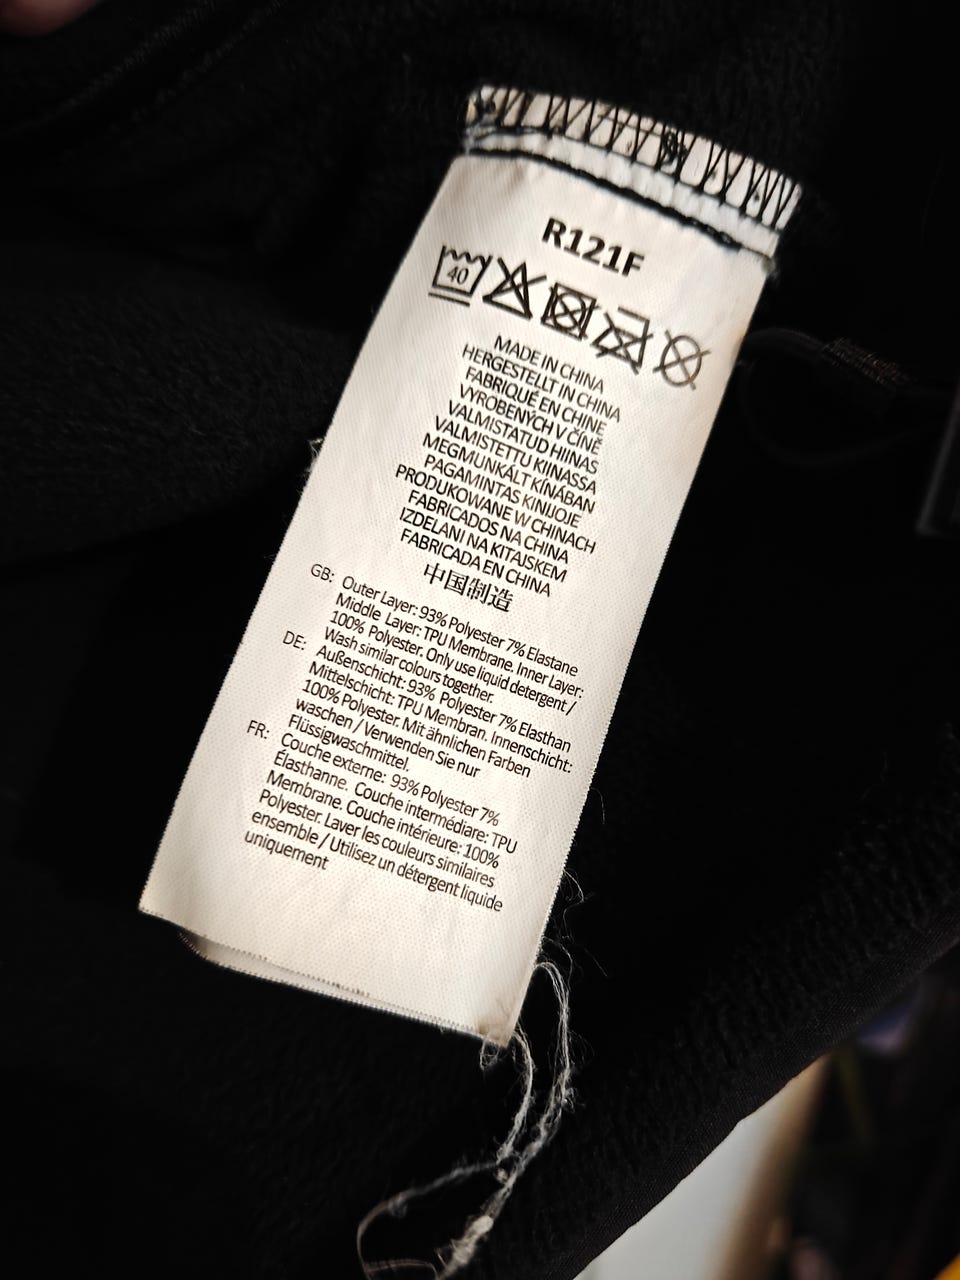 R121F
40
MADE IN CHINA
HERGESTELLT IN CHINA
FABRIQUÉ EN CHINE
VYROBENÝCH V ČÍNĚ
VALMISTATUD HIINAS
VALMISTETTU KIINASSA
MEGMUNKÁLT KÍNÁBAN
PAGAMINTAS KINIJOJE
PRODUKOWANE W CHINACH
FABRICADOS NA CHINA
IZDELANI NA KITAJSKEM
FABRICADA EN CHINA
中国制造
GB: Outer Layer: 93% Polyester 7% Elastane
Middle Layer: TPU Membrane. Inner Layer:
100% Polyester. Only use liquid detergent /
Wash similar colours together.
DE: Außenschicht: 93% Polyester 7% Elasthan
Mittelschicht: TPU Membran. Innenschicht:
100% Polyester. Mit ähnlichen Farben
waschen / Verwenden Sie nur
Flüssigwaschmittel.
FR: Couche externe: 93% Polyester 7%
Élasthanne. Couche intermédiare: TPU
Membrane. Couche intérieure: 100%
Polyester. Laver les couleurs similaires
ensemble / Utilisez un détergent liquide
uniquement